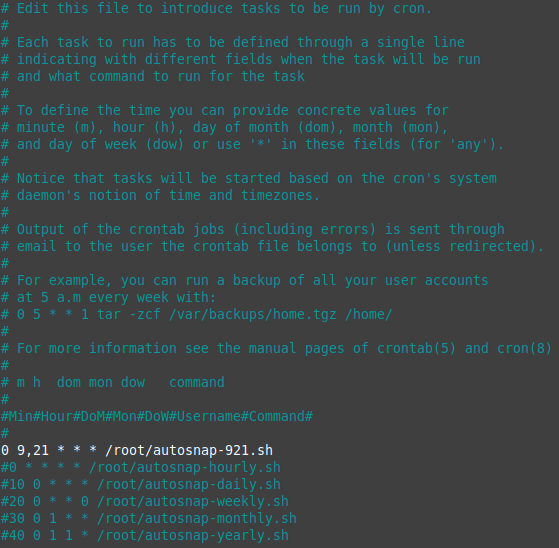 # Edit this file to introduce tasks to be run by cron.
#
# Each task to run has to be defined through a single line
# indicating with different fields when the task will be run
# and what command to run for the task
#
# To define the time you can provide concrete values for
# minute (m), hour (h), day of month (dom), month (mon),
# and day of week (dow) or use '*' in these fields (for 'any').
#
# Notice that tasks will be started based on the cron's system
# daemon's notion of time and timezones.
#
# Output of the crontab jobs (including errors) is sent through
# email to the user the crontab file belongs to (unless redirected).
#
# For example, you can run a backup of all your user accounts
# at 5 a.m every week with:
# 0 5 * * 1 tar -zcf /var/backups/home.tgz /home/
#
# For more information see the manual pages of crontab(5) and cron(8)
#
# m h  dom mon dow   command
#
#Min#Hour#DoM#Mon#DoW#Username#Command#
#
0 9,21 * * * /root/autosnap-921.sh
#0 * * * * /root/autosnap-hourly.sh
#10 0 * * * /root/autosnap-daily.sh
#20 0 * * 0 /root/autosnap-weekly.sh
#30 0 1 * * /root/autosnap-monthly.sh
#40 0 1 1 * /root/autosnap-yearly.sh